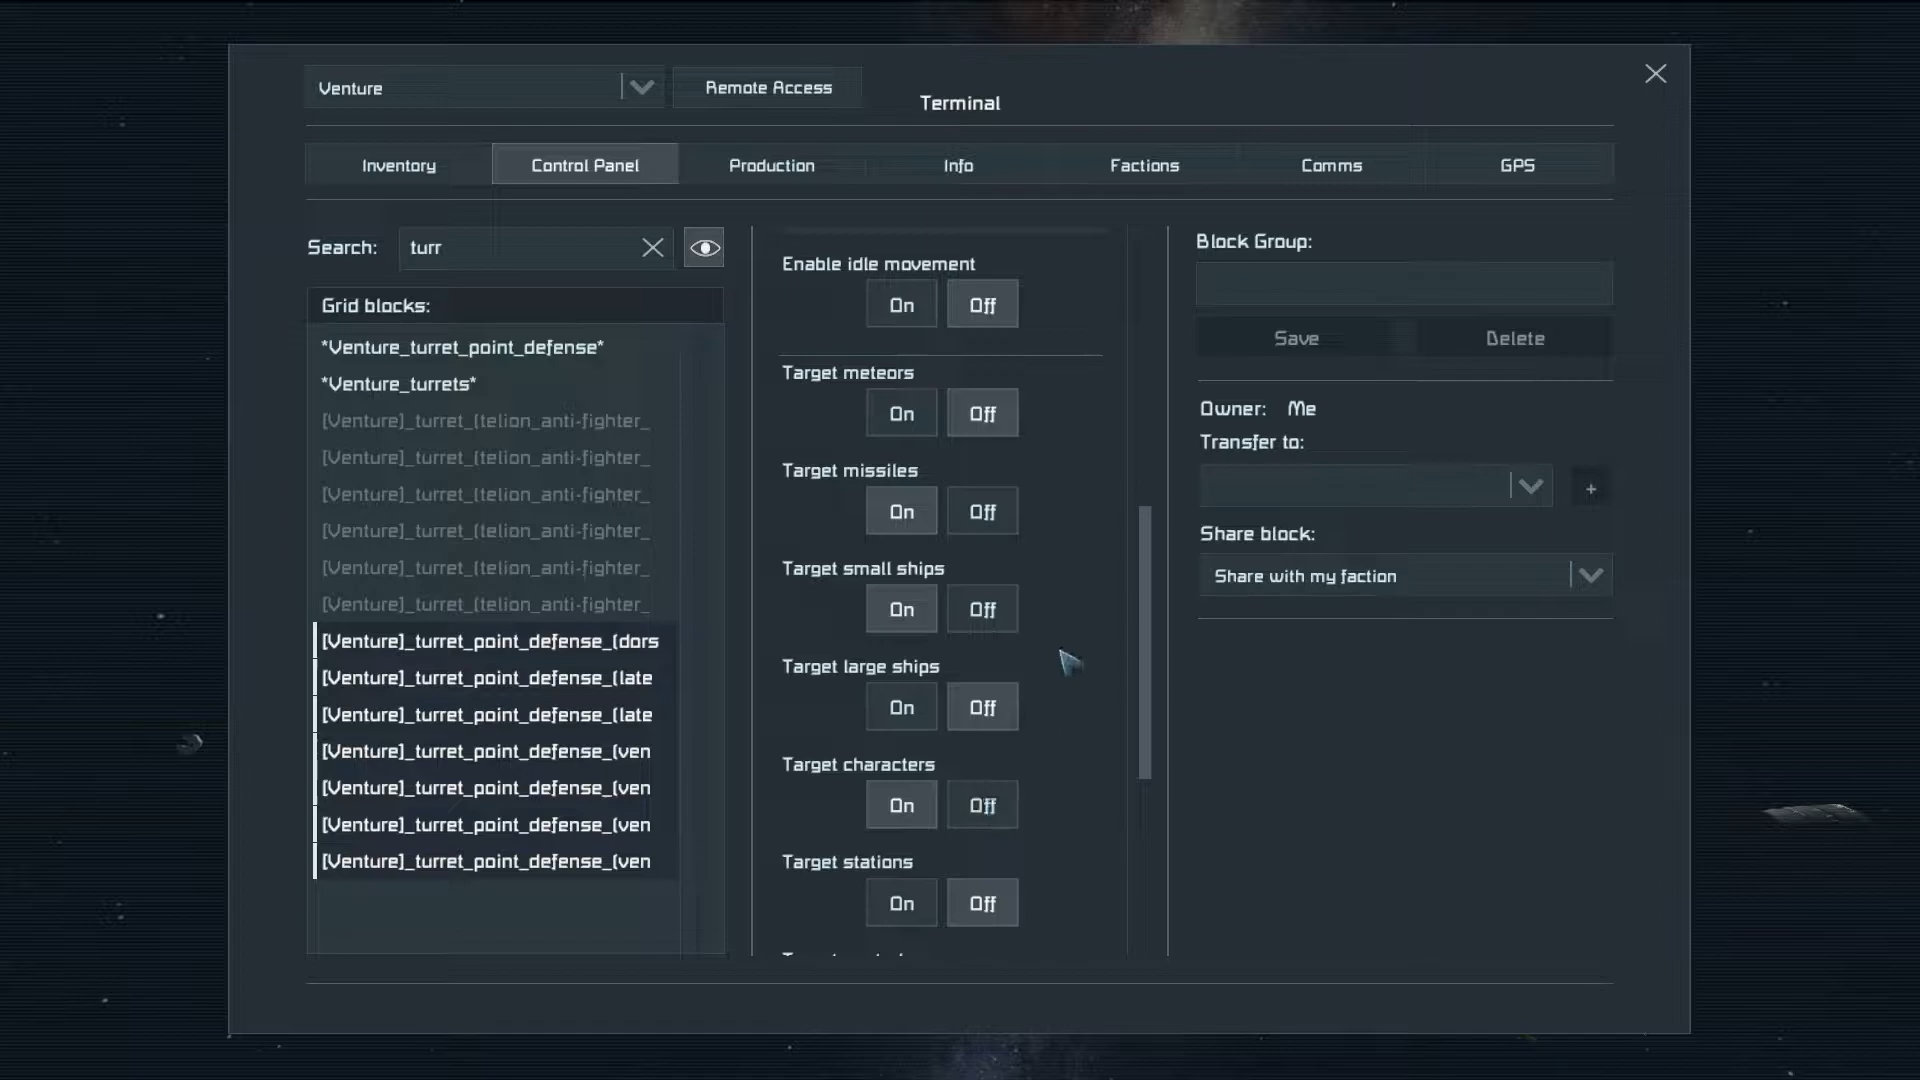 Venture
Remote Access
Terminal
Inventory
Control Panel
Production
Info
Factions
Comms
GPS
Search:
turr
Grid blocks:
*Venture_turret_point_defense*
*Venture_turrets*
[Venture]_turret_(telion_anti-fighter_
[Venture]_turret_(telion_anti-fighter_
[Venture]_turret_(telion_anti-fighter_
[Venture]_turret_(telion_anti-fighter_
[Venture]_turret_(telion_anti-fighter_
[Venture]_turret_(telion_anti-fighter_
[Venture]_turret_point_defense_(dors
[Venture]_turret_point_defense_(late
[Venture]_turret_point_defense_(late
[Venture]_turret_point_defense_(ven
[Venture]_turret_point_defense_(ven
[Venture]_turret_point_defense_(ven
[Venture]_turret_point_defense_(ven
Enable idle movement
On Off
Target meteors
On Off
Target missiles
On Off
Target small ships
On Off
Target large ships
On Off
Target characters
On Off
Target stations
On Off
Block Group:
Save
Delete
Owner: Me
Transfer to:
+
Share block:
Share with my faction